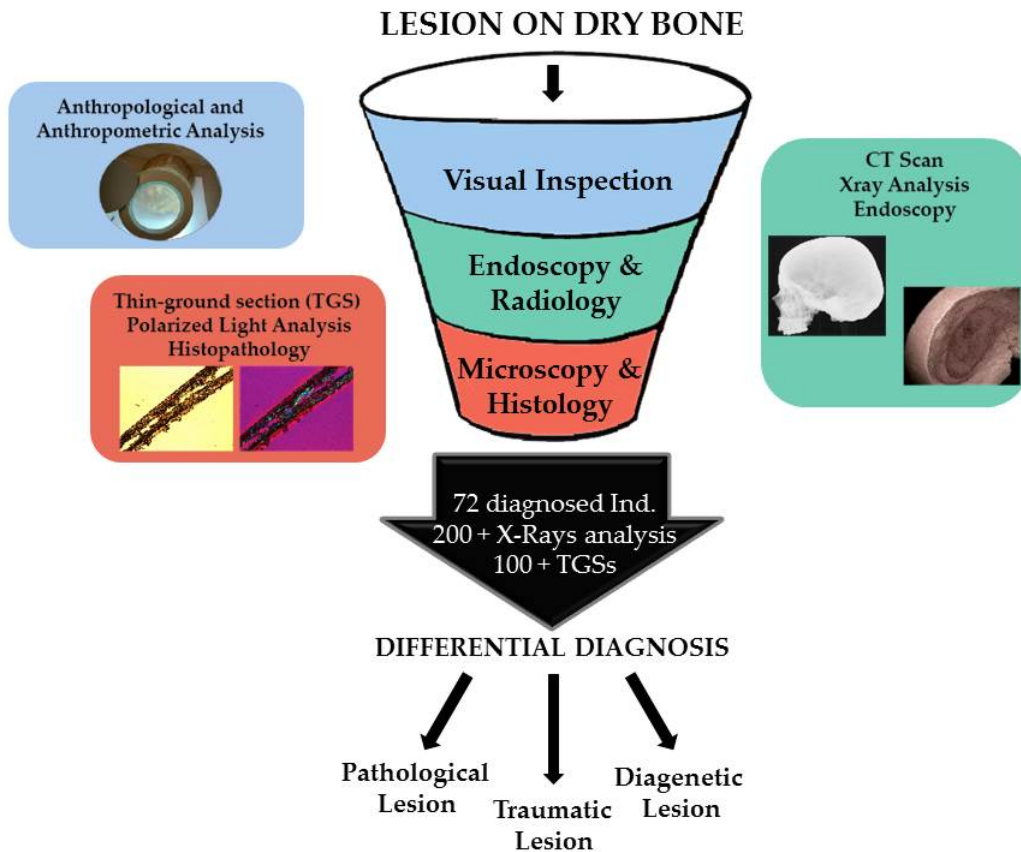 LESION ON DRY BONE
Anthropological and
Anthropometric Analysis
Visual Inspection
CT Scan
Xray Analysis
Endoscopy
Endoscopy &
Radiology
Thin-ground section (TGS)
Polarized Light Analysis
Histopathology
Microscopy &
Histology
72 diagnosed Ind.
200 + X-Rays analysis
100 + TGSs
DIFFERENTIAL DIAGNOSIS
Pathological
Lesion
Traumatic
Lesion
Diagenetic
Lesion